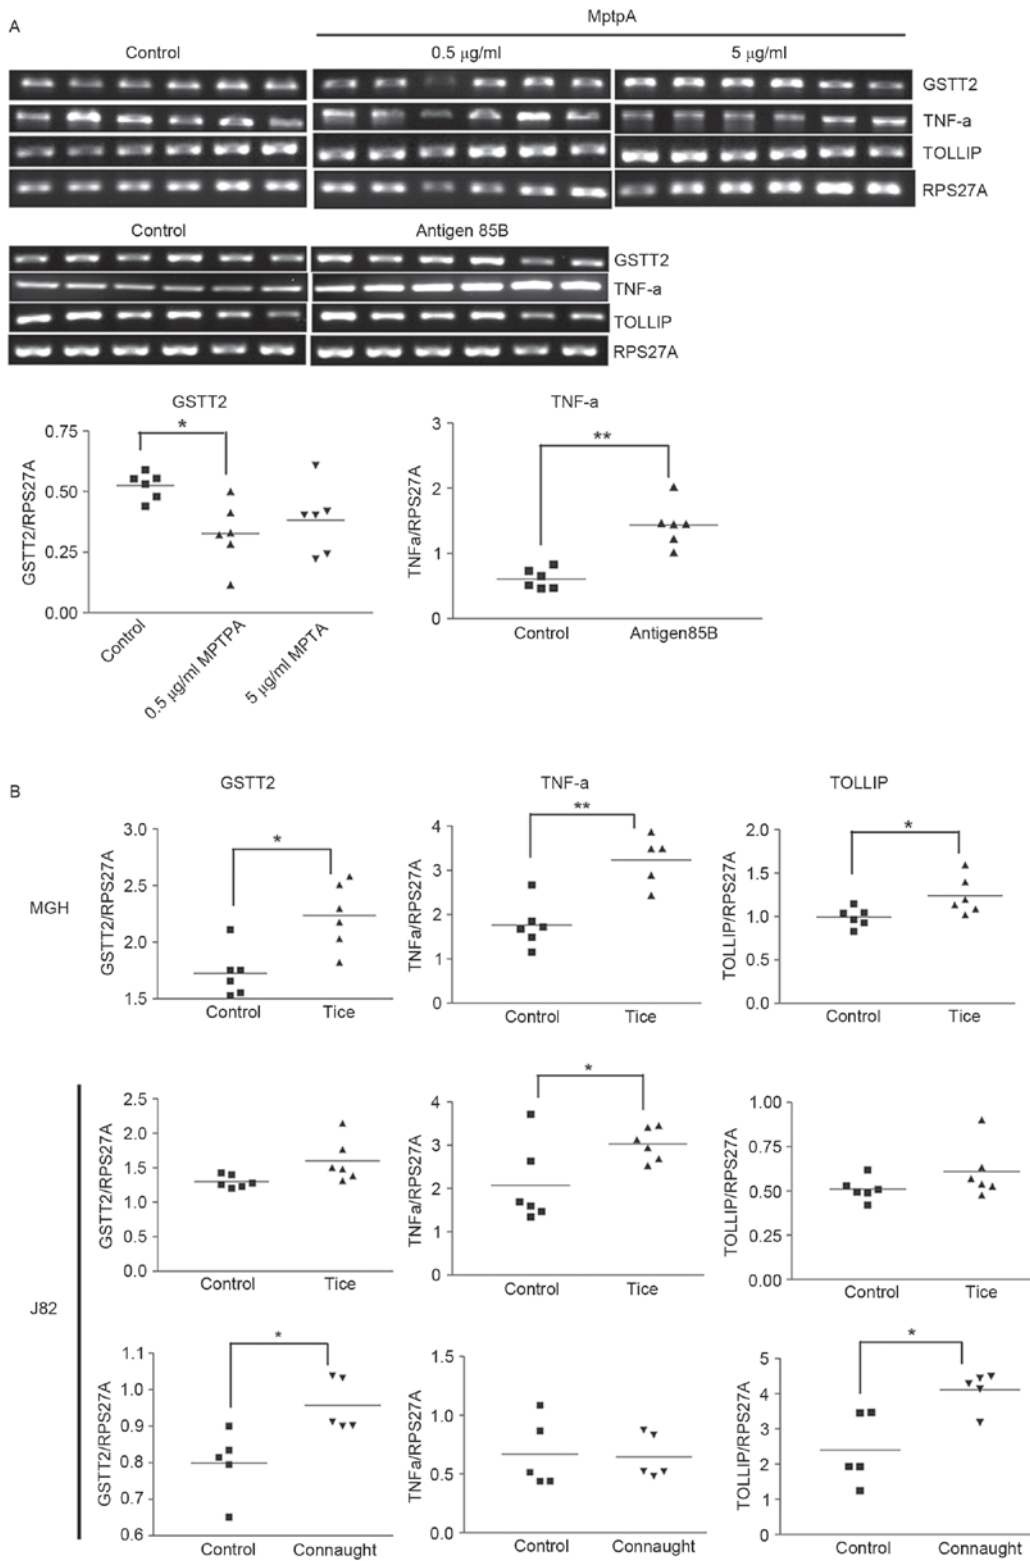 A
MptpA
Control 0.5 μg/ml 5 μg/ml
GSTT2
TNF-a
TOLLIP
RPS27A
Control Antigen 85B
GSTT2
TNF-a
TOLLIP
RPS27A
GSTT2
*
0.75
0.50
0.25
0.00
GSTT2/RPS27A
Control
0.5 μg/ml MPTPA
5 μg/ml MPTA
TNF-a
**
3
2
1
0
TNFa/RPS27A
Control Antigen85B
B
MGH
GSTT2
*
3.0
2.5
2.0
1.5
GSTT2/RPS27A
Control Tice
TNF-a
**
4
3
2
1
0
TNFa/RPS27A
Control Tice
TOLLIP
*
2.0
1.5
1.0
0.5
0.0
TOLLIP/RPS27A
Control Tice
J82
2.5
2.0
1.5
1.0
0.5
0.0
GSTT2/RPS27A
Control Tice
*
4
3
2
1
0
TNFa/RPS27A
Control Tice
1.00
0.75
0.50
0.25
0.00
TOLLIP/RPS27A
Control Tice
*
1.1
1.0
0.9
0.8
0.7
0.6
GSTT2/RPS27A
Control Connaught
1.5
1.0
0.5
0.0
TNFa/RPS27A
Control Connaught
*
5
4
3
2
1
0
TOLLIP/RPS27A
Control Connaught